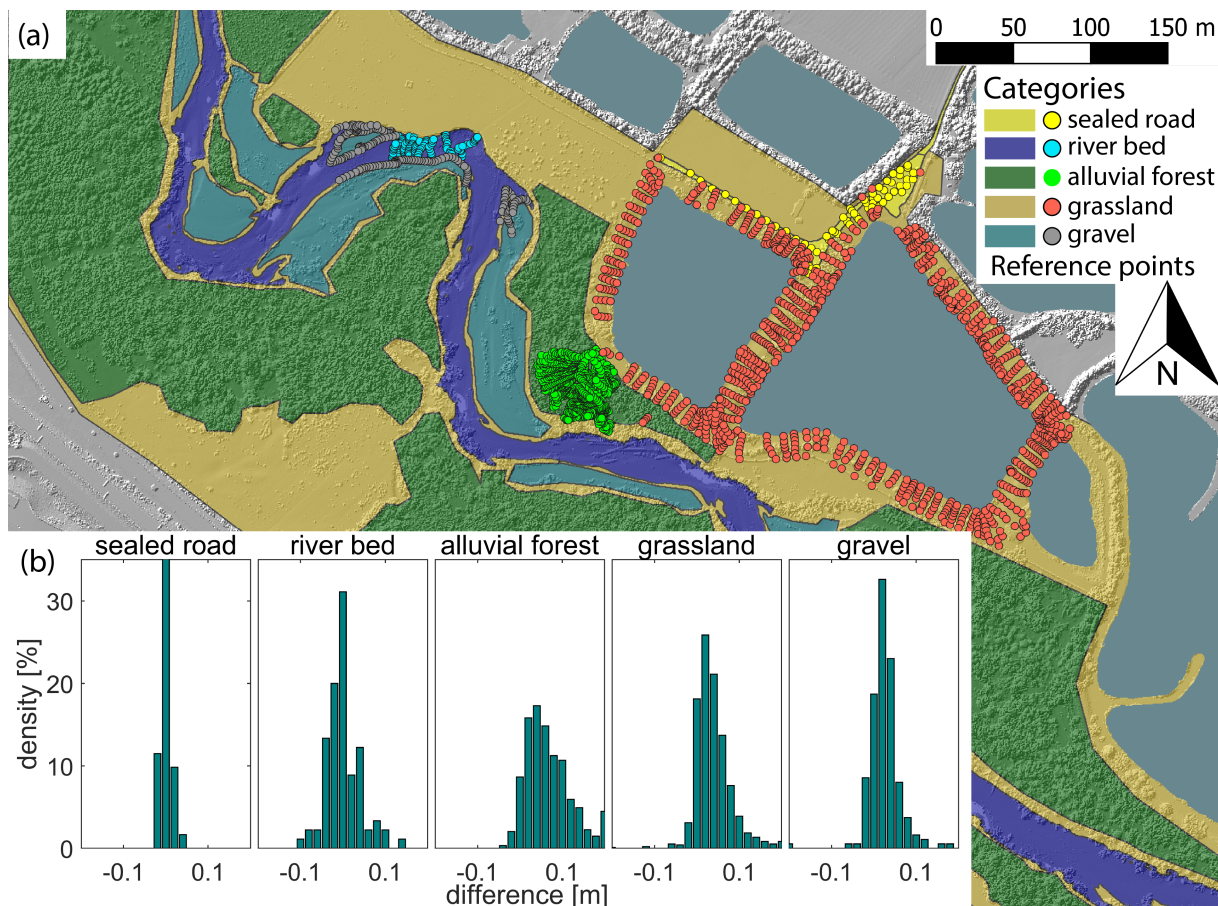 (a)
0 50 100 150 m
Categories
sealed road
river bed
alluvial forest
grassland
gravel
Reference points
N
(b)
sealed road river bed alluvial forest grassland gravel
density [%]
30
20
10
0
-0.1 0.1 -0.1 0.1 -0.1 0.1 -0.1 0.1 -0.1 0.1
difference [m]